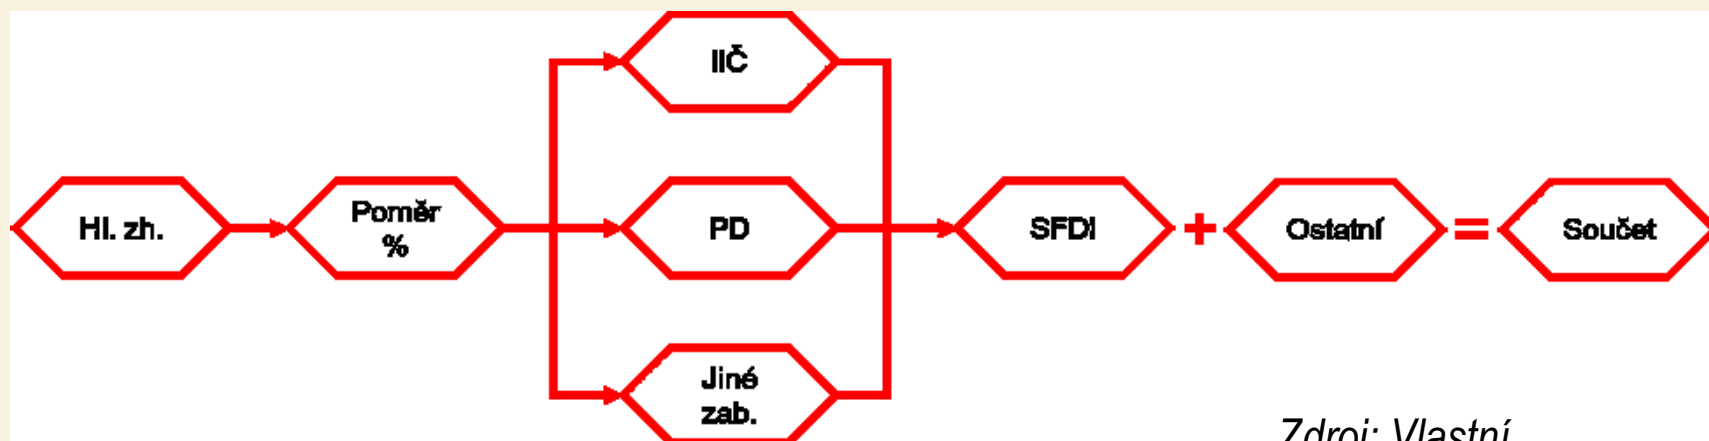 IIČ
Hl. zh.
Poměr
%
PD
SFDI
+
Ostatní
=
Součet
Jiné
zab.
Zdroj: Vlastní